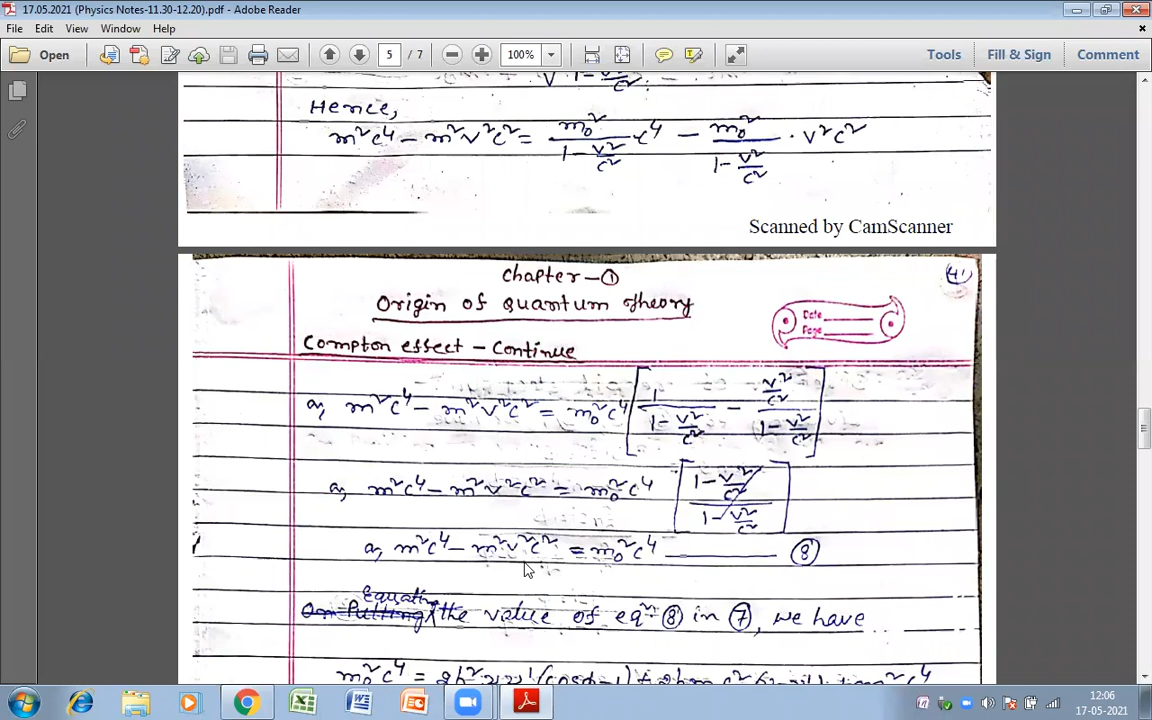 17.05.2021 (Physics Notes-11.30-12.20).pdf - Adobe Reader
File Edit View Window Help
Open 5 / 7 100% Tools Fill & Sign Comment
Hence,
m²c⁴ - m²v²c² = m₀²/(1 - v²/c²) c⁴ - m₀²/(1 - v²/c²) · v²c²
Scanned by CamScanner
Chapter - ①
Origin of Quantum Theory
Date
Page
Compton effect - Continue
or, m²c⁴ - m²v²c² = m₀²c⁴ [1/(1 - v²/c²) - (v²/c²)/(1 - v²/c²)]
or, m²c⁴ - m²v²c² = m₀²c⁴ [(1 - v²/c²)/(1 - v²/c²)]
or, m²c⁴ - m²v²c² = m₀²c⁴ ⑧
Equating
the value of eqⁿ ⑧ in ⑦, we have
12:06
17-05-2021